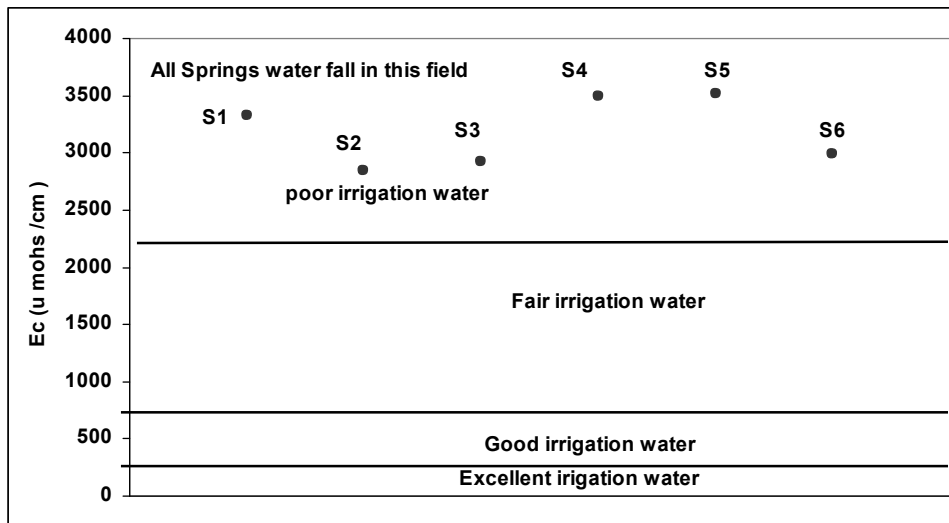 4000
All Springs water fall in this field
S4
S5
3500
S1
S3
S6
S2
3000
poor irrigation water
2500
2000
Fair irrigation water
1500
1000
500
Good irrigation water
Excellent irigation water
0
Ec (u mohs /cm )